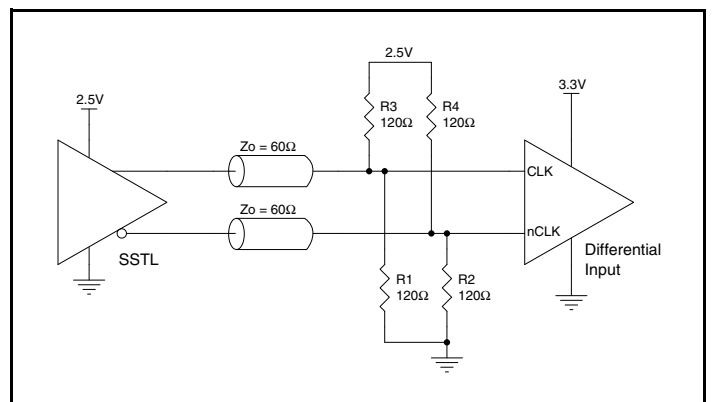 2.5V
3.3V
2.5V
R3
120Ω
R4
120Ω
Zo = 60Ω
CLK
Zo = 60Ω
nCLK
SSTL
Differential
Input
R1
120Ω
R2
120Ω